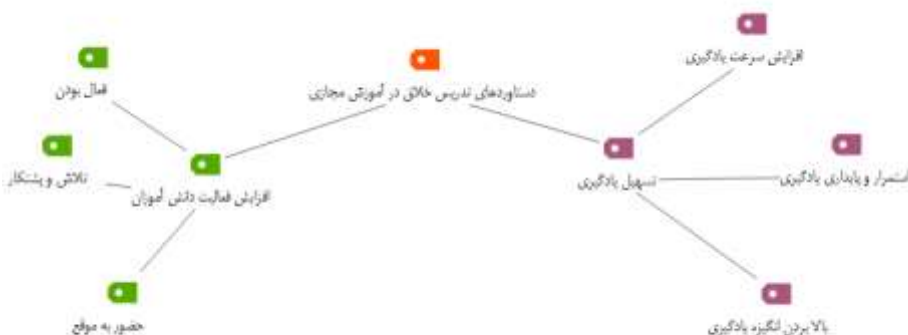 دستاوردهای تدریس خلاق در آموزش مجازی
افزایش سرعت یادگیری
تسهیل یادگیری
استمرار و پایداری یادگیری
بالا بردن انگیزه یادگیری
افزایش فعالیت دانش آموزان
فعال بودن
تلاش و پشتکار
حضور به موقع